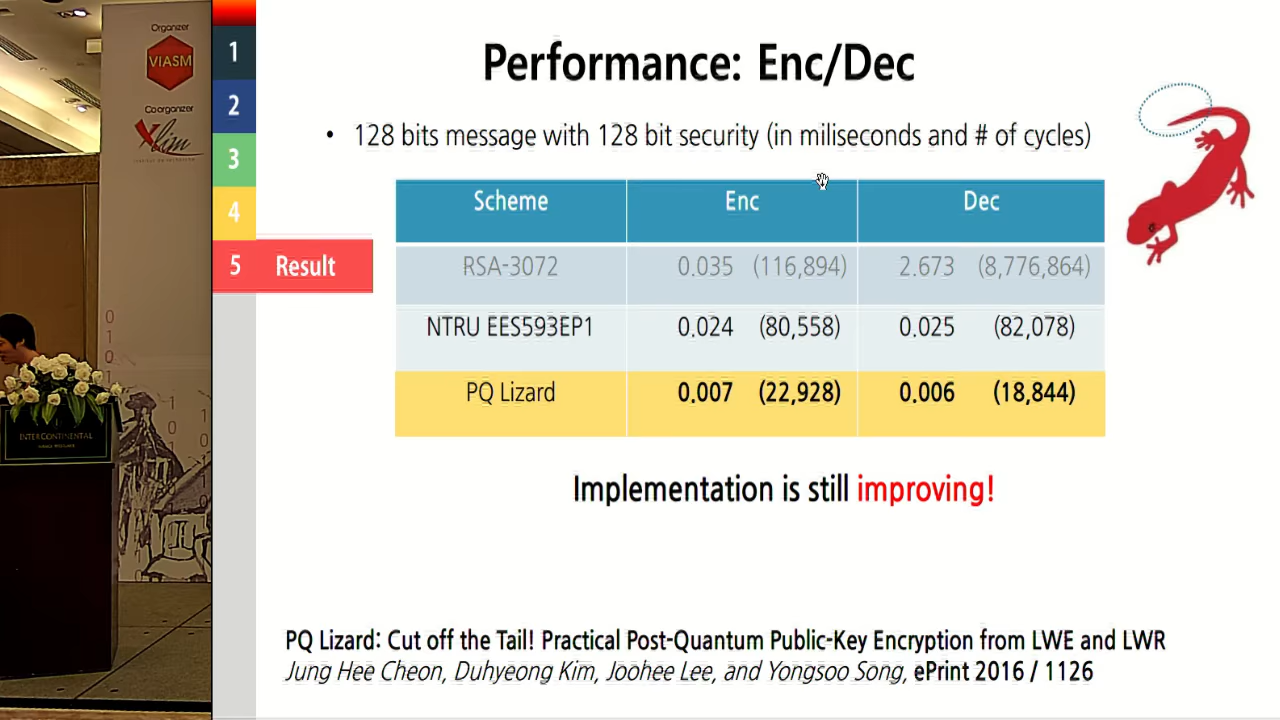 Organizer
VIASM
Co-organizer
Xlim
INTERCONTINENTAL
1
2
3
4
5 Result
Performance: Enc/Dec
• 128 bits message with 128 bit security (in miliseconds and # of cycles)
Scheme Enc Dec
RSA-3072 0.035 (116,894) 2.673 (8,776,864)
NTRU EES593EP1 0.024 (80,558) 0.025 (82,078)
PQ Lizard 0.007 (22,928) 0.006 (18,844)
Implementation is still improving!
PQ Lizard: Cut off the Tail! Practical Post-Quantum Public-Key Encryption from LWE and LWR
Jung Hee Cheon, Duhyeong Kim, Joohee Lee, and Yongsoo Song, ePrint 2016 / 1126